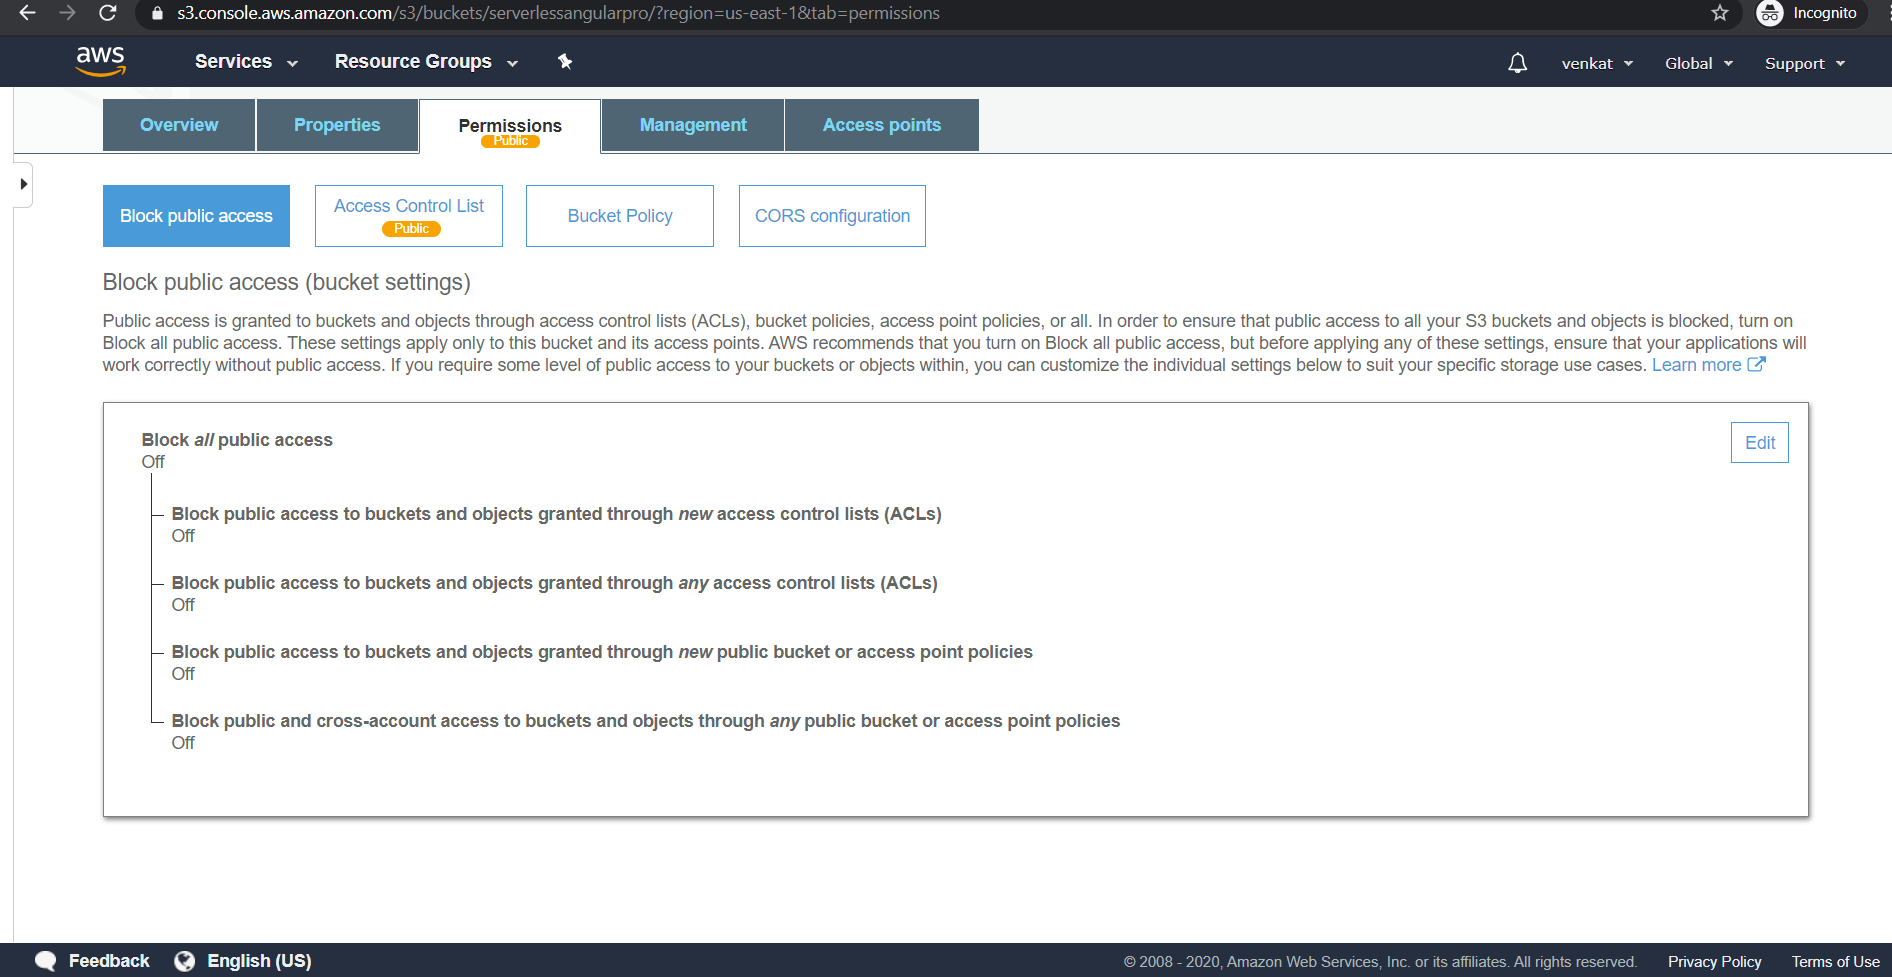 s3.console.aws.amazon.com/s3/buckets/serverlessangularpro/?region=us-east-1&tab=permissions
Incognito
aws
Services
Resource Groups
venkat
Global
Support
Overview
Properties
Permissions
Public
Management
Access points
Block public access
Access Control List
Public
Bucket Policy
CORS configuration
Block public access (bucket settings)
Public access is granted to buckets and objects through access control lists (ACLs), bucket policies, access point policies, or all. In order to ensure that public access to all your S3 buckets and objects is blocked, turn on
Block all public access. These settings apply only to this bucket and its access points. AWS recommends that you turn on Block all public access, but before applying any of these settings, ensure that your applications will
work correctly without public access. If you require some level of public access to your buckets or objects within, you can customize the individual settings below to suit your specific storage use cases. Learn more
Block all public access
Edit
Off
Block public access to buckets and objects granted through new access control lists (ACLs)
Off
Block public access to buckets and objects granted through any access control lists (ACLs)
Off
Block public access to buckets and objects granted through new public bucket or access point policies
Off
Block public and cross-account access to buckets and objects through any public bucket or access point policies
Off
Feedback
English (US)
© 2008 - 2020, Amazon Web Services, Inc. or its affiliates. All rights reserved.
Privacy Policy
Terms of Use